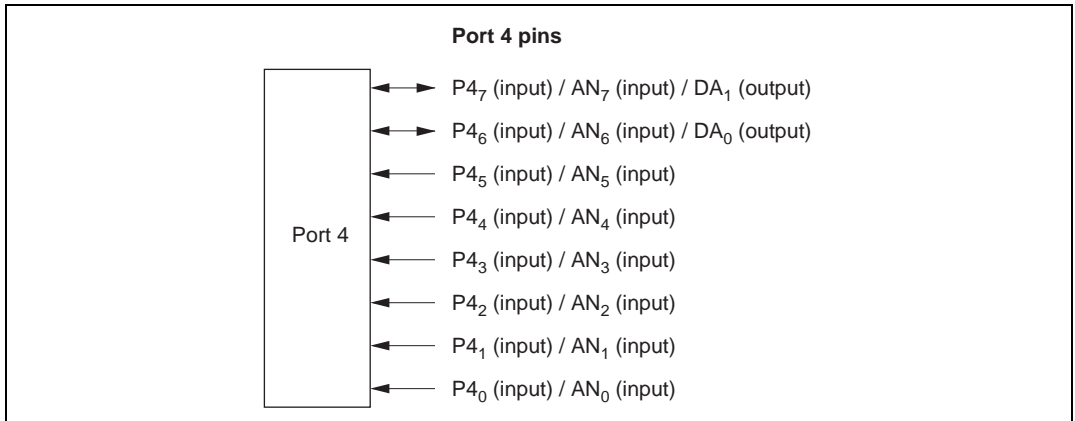 Port 4 pins
P4₇ (input) / AN₇ (input) / DA₁ (output)
P4₆ (input) / AN₆ (input) / DA₀ (output)
P4₅ (input) / AN₅ (input)
P4₄ (input) / AN₄ (input)
Port 4
P4₃ (input) / AN₃ (input)
P4₂ (input) / AN₂ (input)
P4₁ (input) / AN₁ (input)
P4₀ (input) / AN₀ (input)